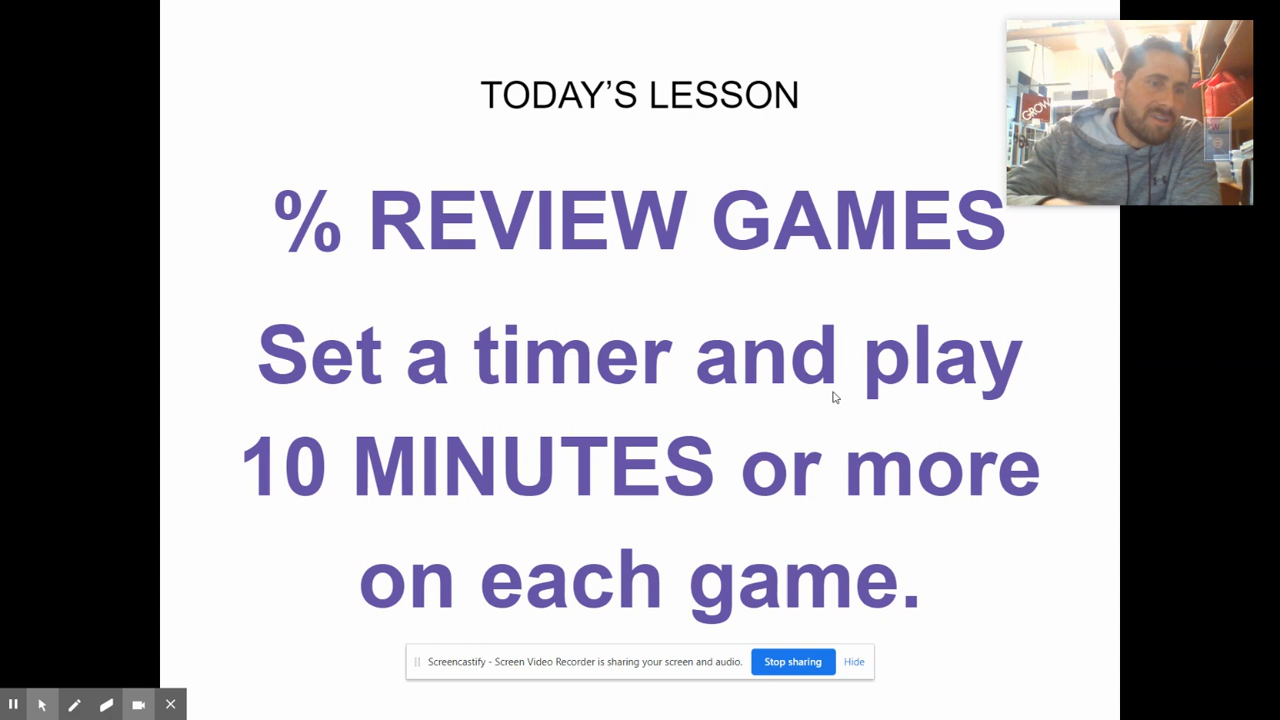 TODAY’S LESSON
GROW
% REVIEW GAMES
Set a timer and play
10 MINUTES or more
on each game.
Screencastify - Screen Video Recorder is sharing your screen and audio.
Stop sharing
Hide